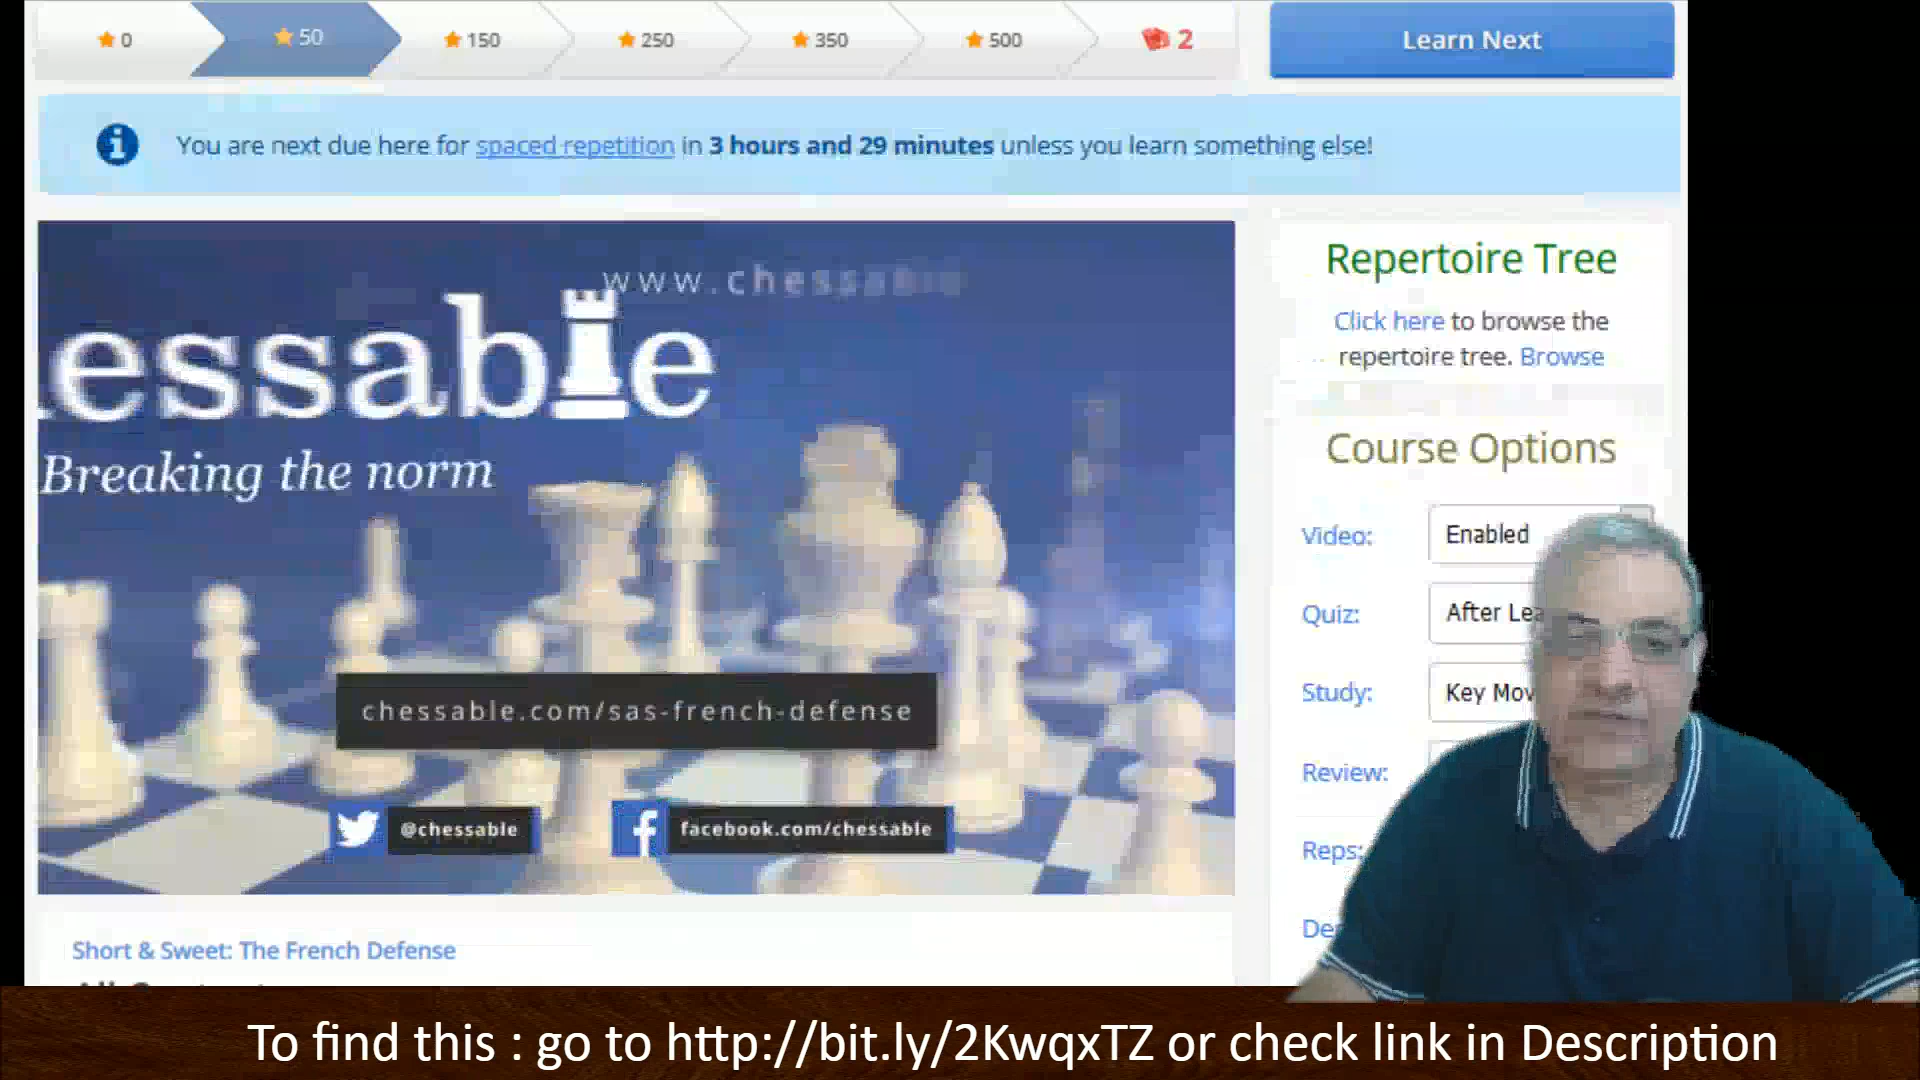 0
50
150
250
350
500
2
Learn Next
You are next due here for spaced repetition in 3 hours and 29 minutes unless you learn something else!
www.chessable
essable
Breaking the norm
chessable.com/sas-french-defense
@chessable
facebook.com/chessable
Repertoire Tree
Click here to browse the
repertoire tree. Browse
Course Options
Video: Enabled
Quiz: After Lea
Study: Key Mov
Review:
Reps:
De
Short & Sweet: The French Defense
To find this : go to http://bit.ly/2KwqxTZ or check link in Description